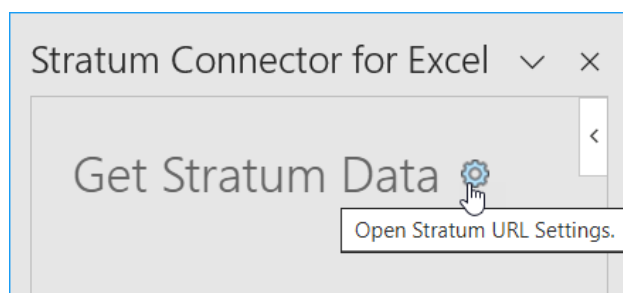 Stratum Connector for Excel
Get Stratum Data
Open Stratum URL Settings.